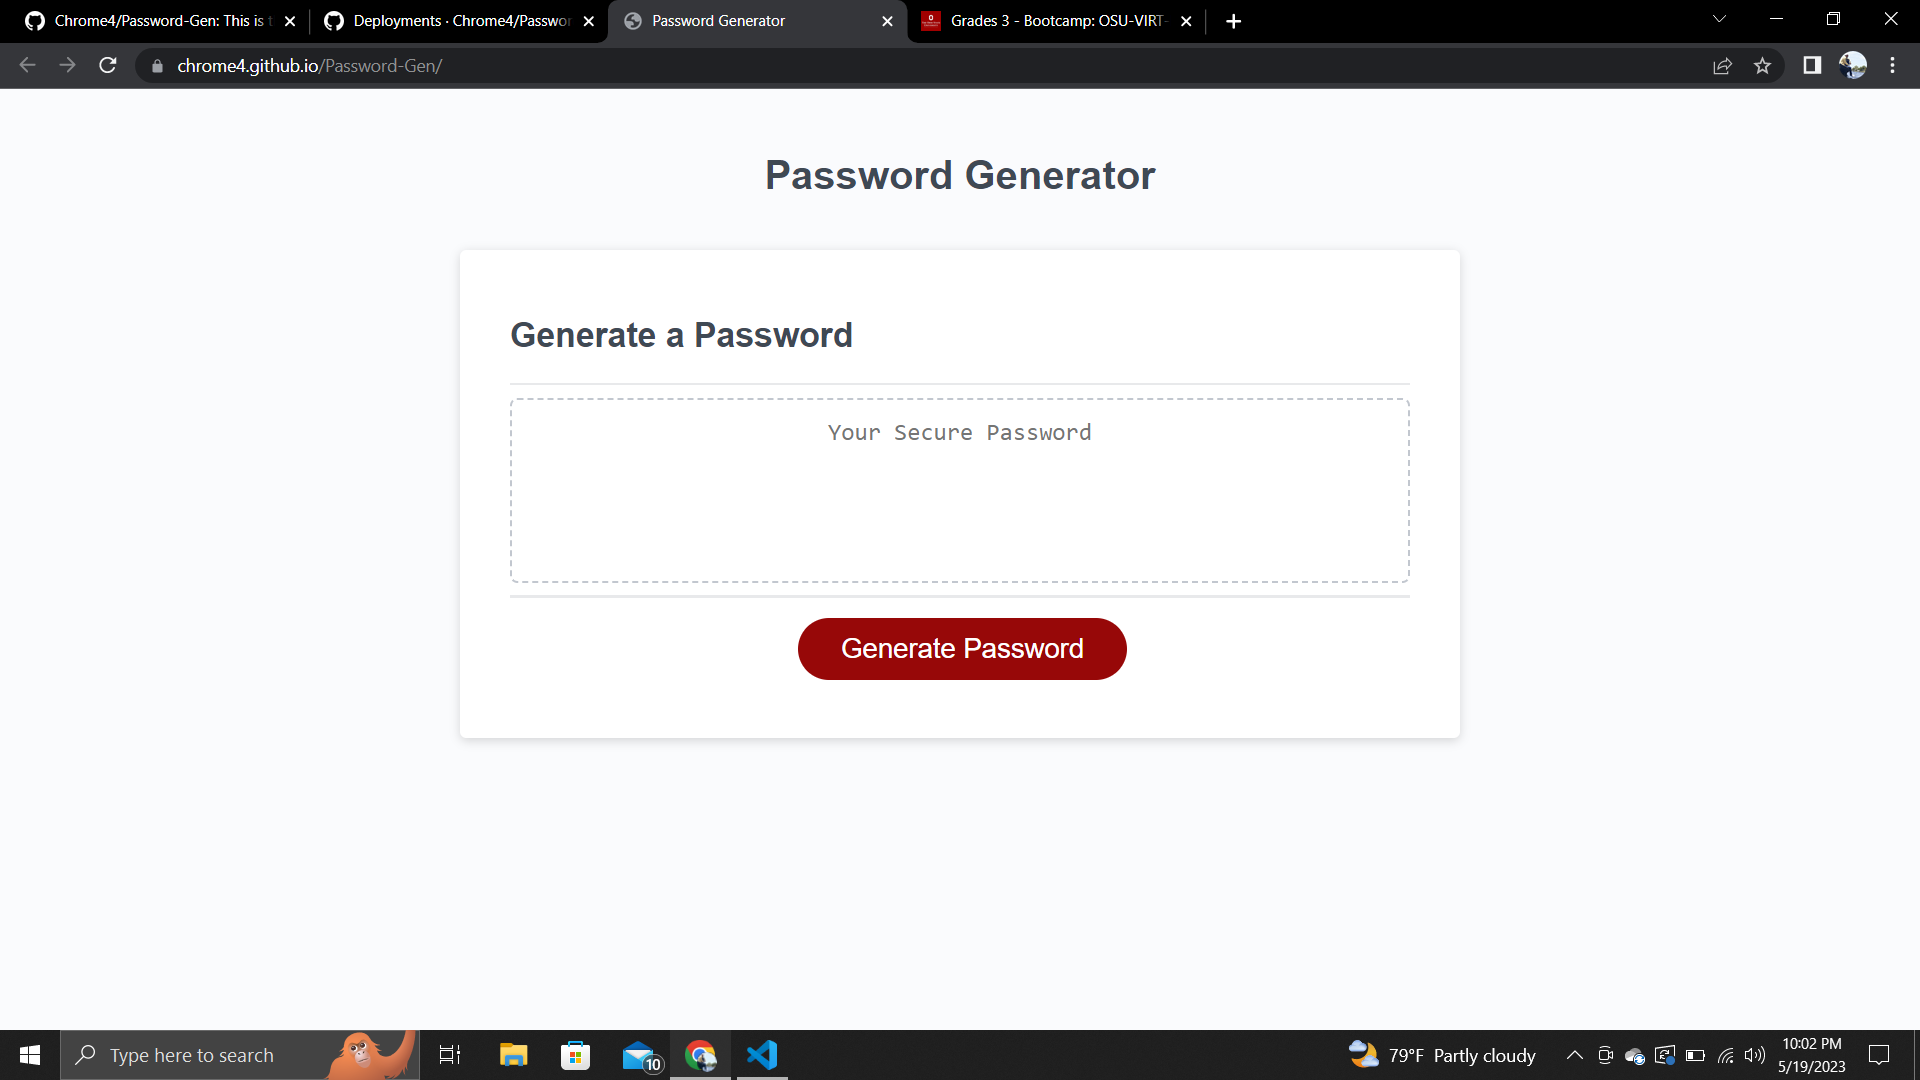 Chrome4/Password-Gen: This is t
Deployments · Chrome4/Passwor
Password Generator
Grades 3 - Bootcamp: OSU-VIRT-
chrome4.github.io/Password-Gen/
Password Generator
Generate a Password
Your Secure Password
Generate Password
Type here to search
10
79°F Partly cloudy
10:02 PM
5/19/2023